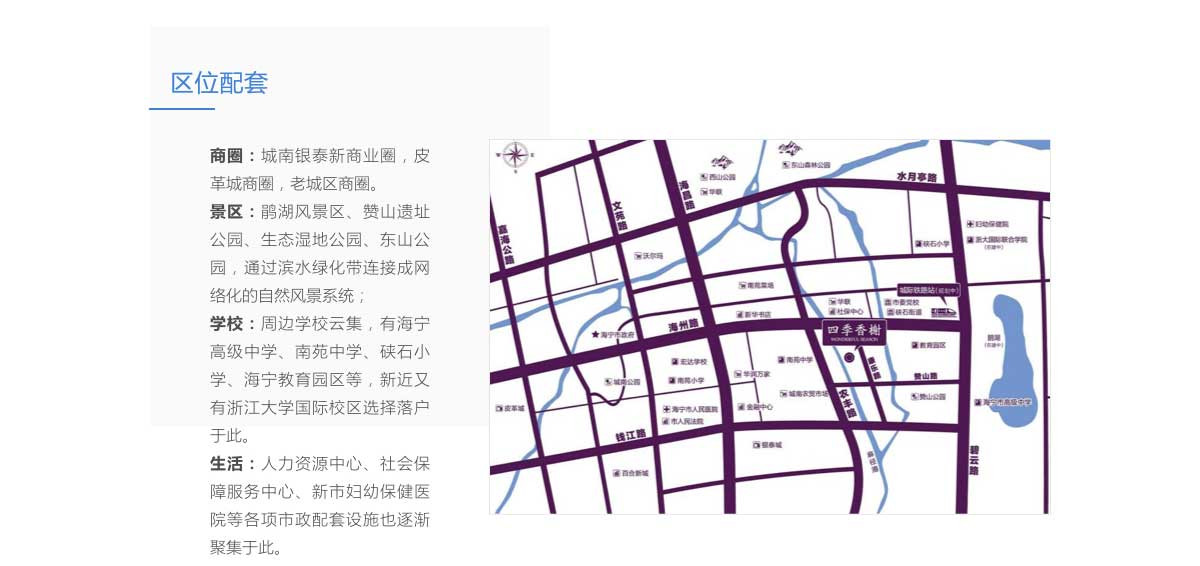 区位配套
商圈：城南银泰新商业圈，皮
革城商圈，老城区商圈。
景区：鹃湖风景区、赞山遗址
公园、生态湿地公园、东山公
园，通过滨水绿化带连接成网
络化的自然风景系统；
学校：周边学校云集，有海宁
高级中学、南苑中学、硖石小
学、海宁教育园区等，新近又
有浙江大学国际校区选择落户
于此。
生活：人力资源中心、社会保
障服务中心、新市妇幼保健医
院等各项市政配套设施也逐渐
聚集于此。
东山森林公园
西山公园
华联
水月亭路
海昌路
文苑路
嘉海公路
妇幼保健院
浙大国际联合学院
(在建中)
硖石小学
沃尔玛
南苑菜场
城际铁路站(规划中)
华联
市委党校
社保中心
硖石街道
新华书店
海州路
海宁市政府
四季香榭
WONDERFUL SEASON
教育园区
鹃湖
(在建中)
宏达学校
南苑中学
康乐路
赞山路
华润万家
南苑小学
城南公园
城南农贸市场
农丰路
赞山公园
海宁市高级中学
皮革城
海宁市人民医院
金融中心
市人民法院
钱江路
银泰城
碧云路
麻泾港
百合新城